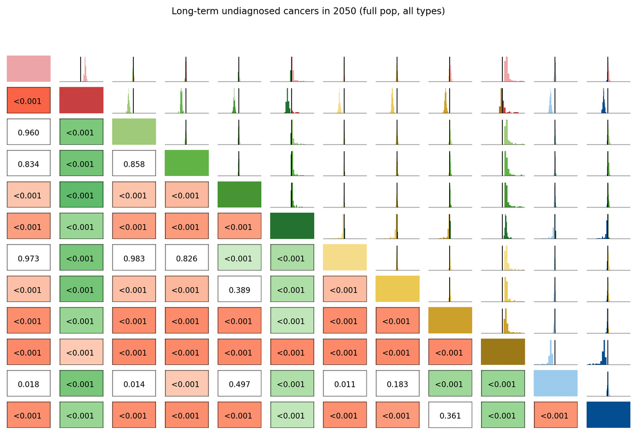 Long-term undiagnosed cancers in 2050 (full pop, all types)
<0.001
0.960 <0.001
0.834 <0.001 0.858
<0.001 <0.001 <0.001 <0.001
<0.001 <0.001 <0.001 <0.001 <0.001
0.973 <0.001 0.983 0.826 <0.001 <0.001
<0.001 <0.001 <0.001 <0.001 0.389 <0.001 <0.001
<0.001 <0.001 <0.001 <0.001 <0.001 <0.001 <0.001 <0.001
<0.001 <0.001 <0.001 <0.001 <0.001 <0.001 <0.001 <0.001 <0.001
0.018 <0.001 0.014 <0.001 0.497 <0.001 0.011 0.183 <0.001 <0.001
<0.001 <0.001 <0.001 <0.001 <0.001 <0.001 <0.001 <0.001 0.361 <0.001 <0.001